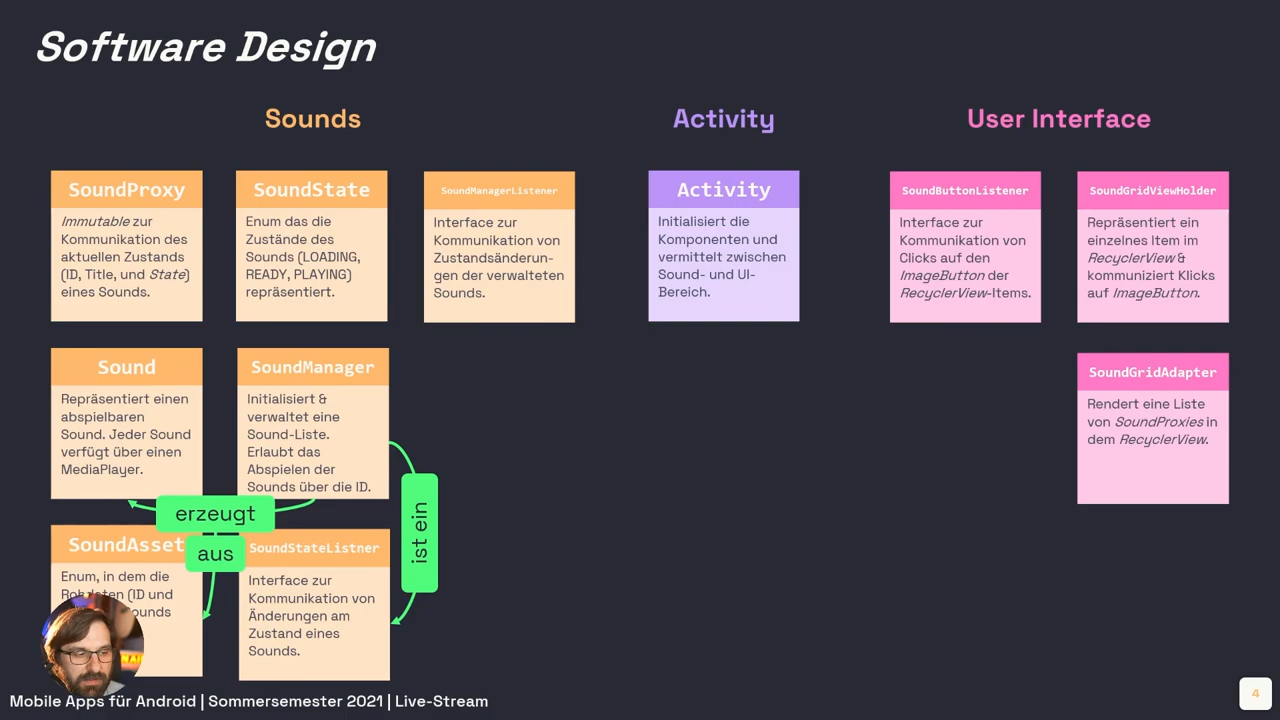 Software Design
Sounds
Activity
User Interface
SoundProxy
Immutable zur
Kommunikation des
aktuellen Zustands
(ID, Title, und State)
eines Sounds.
SoundState
Enum das die
Zustände des
Sounds (LOADING,
READY, PLAYING)
repräsentiert.
SoundManagerListener
Interface zur
Kommunikation von
Zustandsänderun-
gen der verwalteten
Sounds.
Activity
Initialisiert die
Komponenten und
vermittelt zwischen
Sound- und UI-
Bereich.
SoundButtonListener
Interface zur
Kommunikation von
Clicks auf den
ImageButton der
RecyclerView-Items.
SoundGridViewHolder
Repräsentiert ein
einzelnes Item im
RecyclerView &
kommuniziert Klicks
auf ImageButton.
Sound
Repräsentiert einen
abspielbaren
Sound. Jeder Sound
verfügt über einen
MediaPlayer.
SoundManager
Initialisiert &
verwaltet eine
Sound-Liste.
Erlaubt das
Abspielen der
Sounds über die ID.
SoundGridAdapter
Rendert eine Liste
von SoundProxies in
dem RecyclerView.
erzeugt
aus
ist ein
SoundAsset
Enum, in dem die
(ID und
SoundStateListner
Interface zur
Kommunikation von
Änderungen am
Zustand eines
Sounds.
Mobile Apps für Android | Sommersemester 2021 | Live-Stream
4